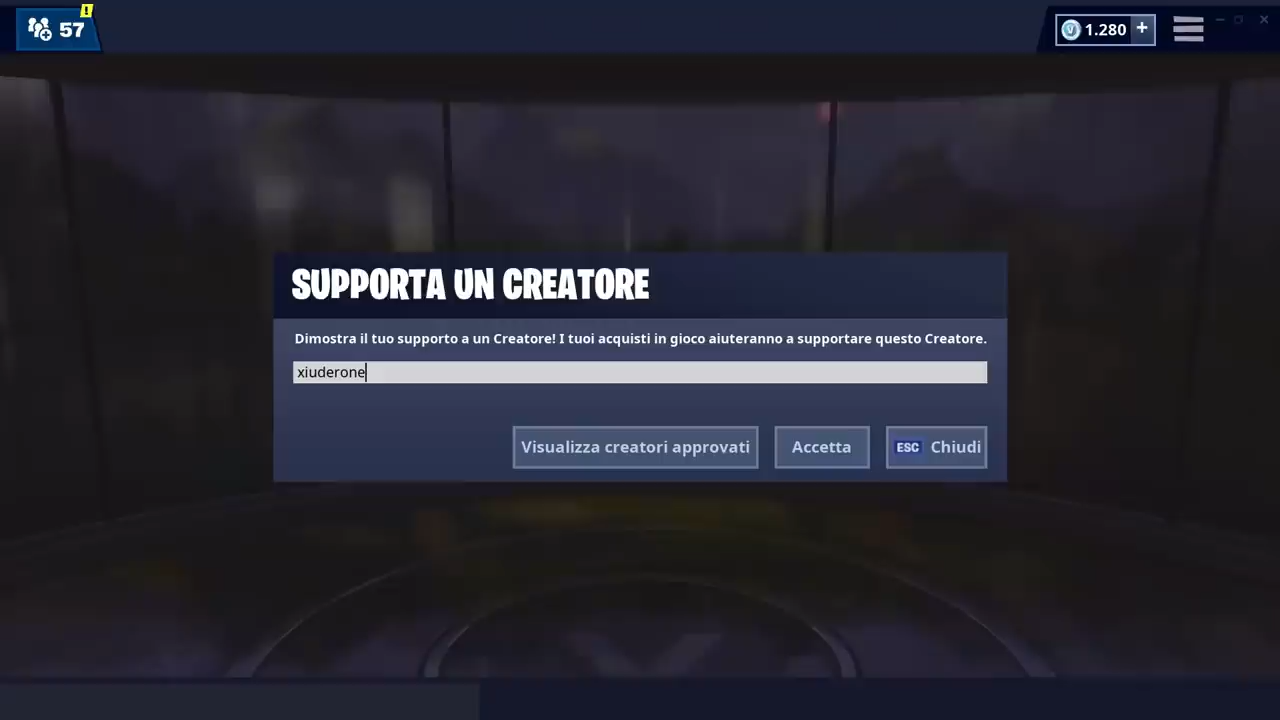 57
!
1.280 +
SUPPORTA UN CREATORE
Dimostra il tuo supporto a un Creatore! I tuoi acquisti in gioco aiuteranno a supportare questo Creatore.
xiuderone
Visualizza creatori approvati
Accetta
ESC Chiudi